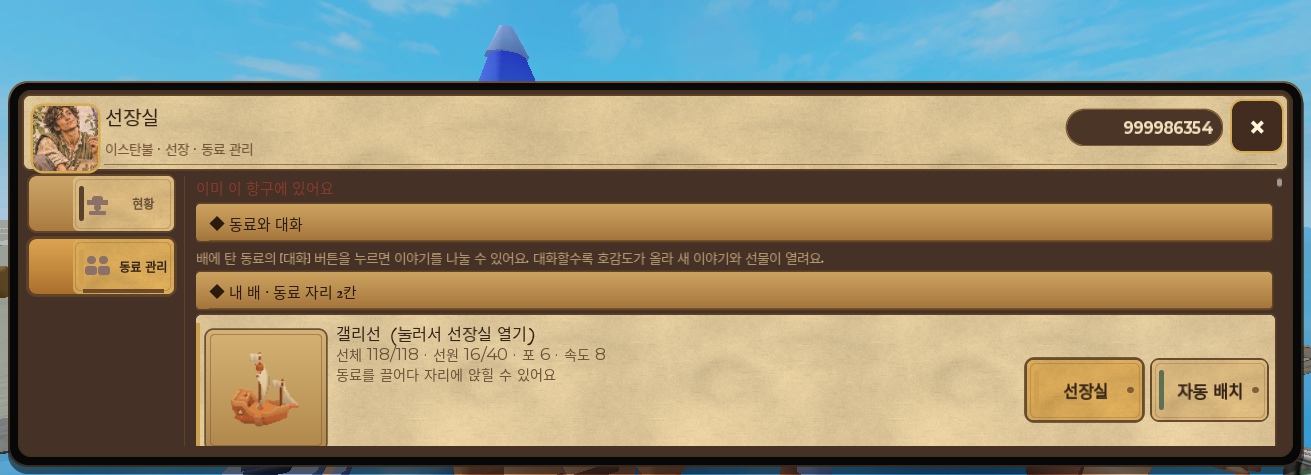 선장실
이스탄불 · 선장 · 동료 관리
999986354
현황
동료 관리
이미 이 항구에 있어요
◆ 동료와 대화
배에 탄 동료의 [대화] 버튼을 누르면 이야기를 나눌 수 있어요. 대화할수록 호감도가 올라 새 이야기와 선물이 열려요.
◆ 내 배 · 동료 자리 2칸
갤리선 (눌러서 선장실 열기)
선체 118/118 · 선원 16/40 · 포 6 · 속도 8
동료를 끌어다 자리에 앉힐 수 있어요
선장실
자동 배치